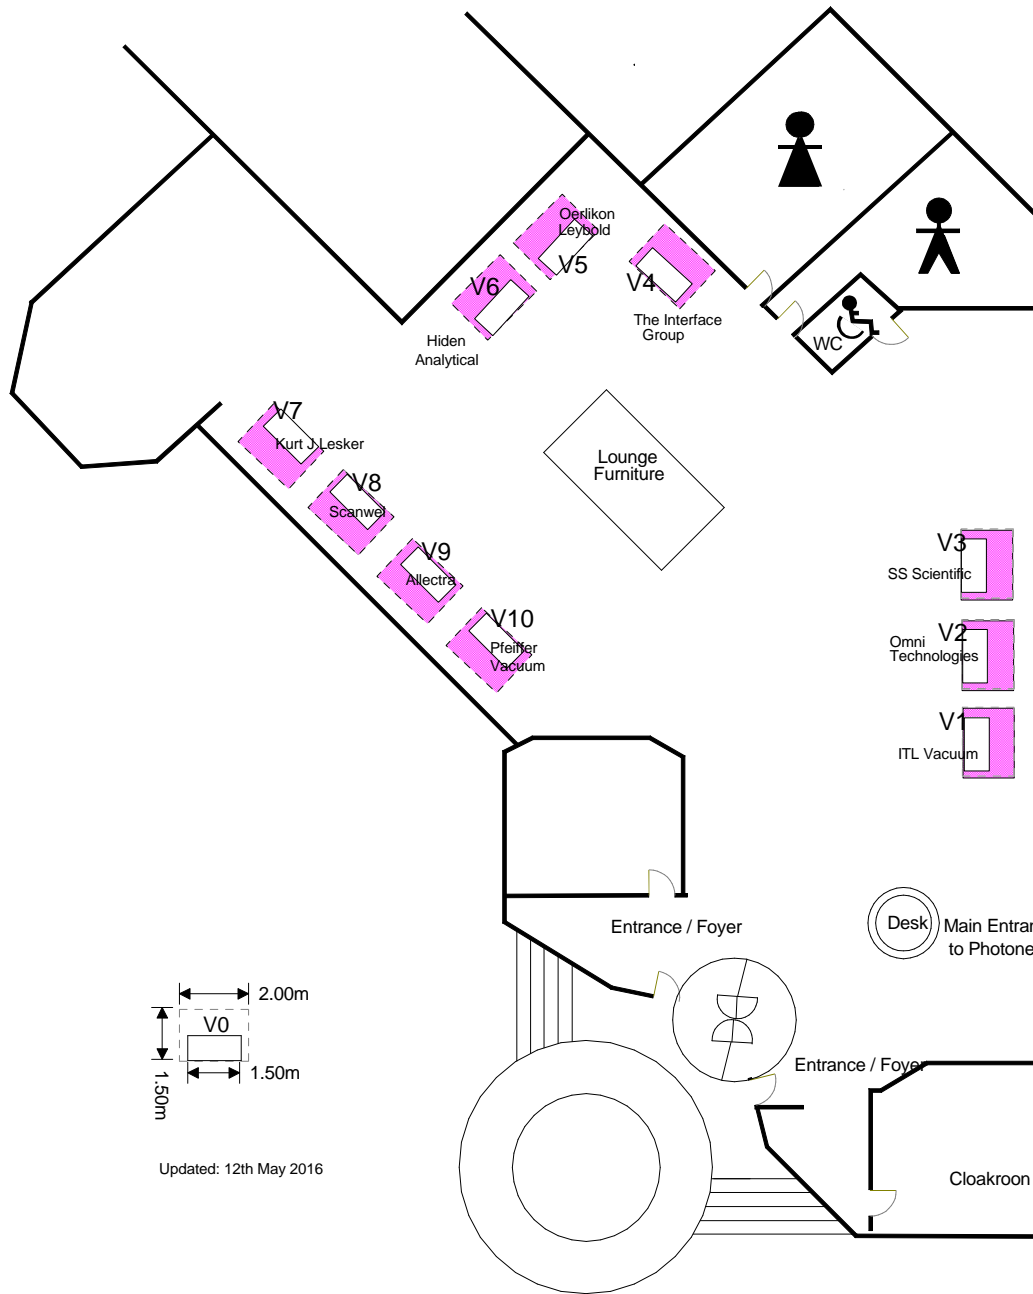 Oerlikon
Leybold
V5
V6
V4
The Interface
Group
Hiden
Analytical
WC
V7
Kurt J Lesker
V8
Scanwel
V9
Allectra
V10
Pfeiffer
Vacuum
Lounge
Furniture
V3
SS Scientific
V2
Omni
Technologies
V1
ITL Vacuum
Entrance / Foyer
Desk
Main Entran
to Photone
2.00m
V0
1.50m
1.50m
Entrance / Foyer
Updated: 12th May 2016
Cloakroon